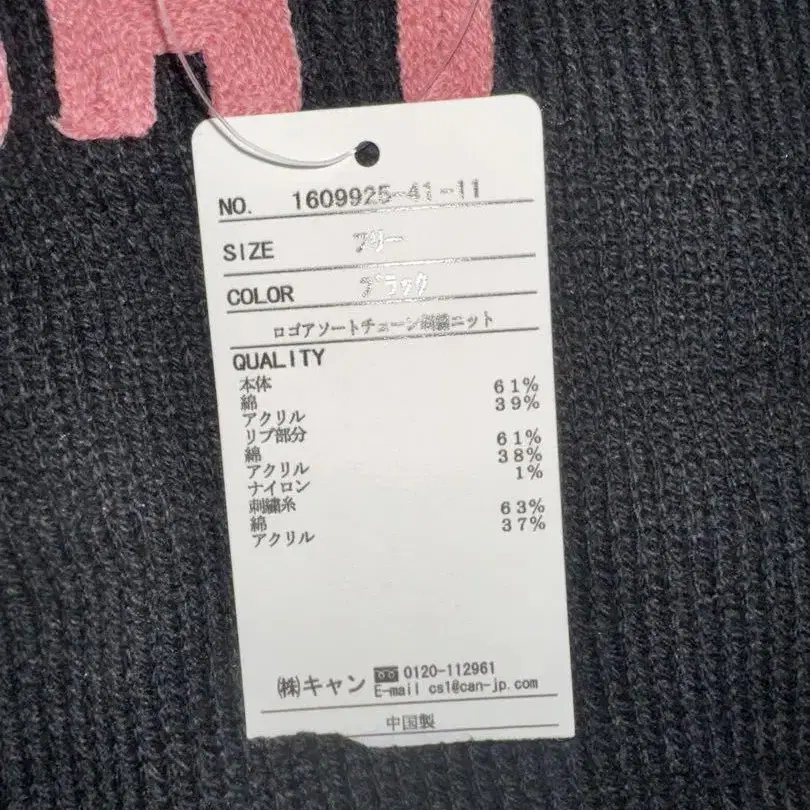 NO. 1609925-41-11
SIZE フリー
COLOR ブラック
ロゴアソートチェーン刺繍ニット
QUALITY
本体
綿 61%
アクリル 39%
リブ部分
綿 61%
アクリル 38%
ナイロン 1%
刺繍糸
綿 63%
アクリル 37%
㈱キャン 0120-112961
E-mail cs1@can-jp.com
中国製